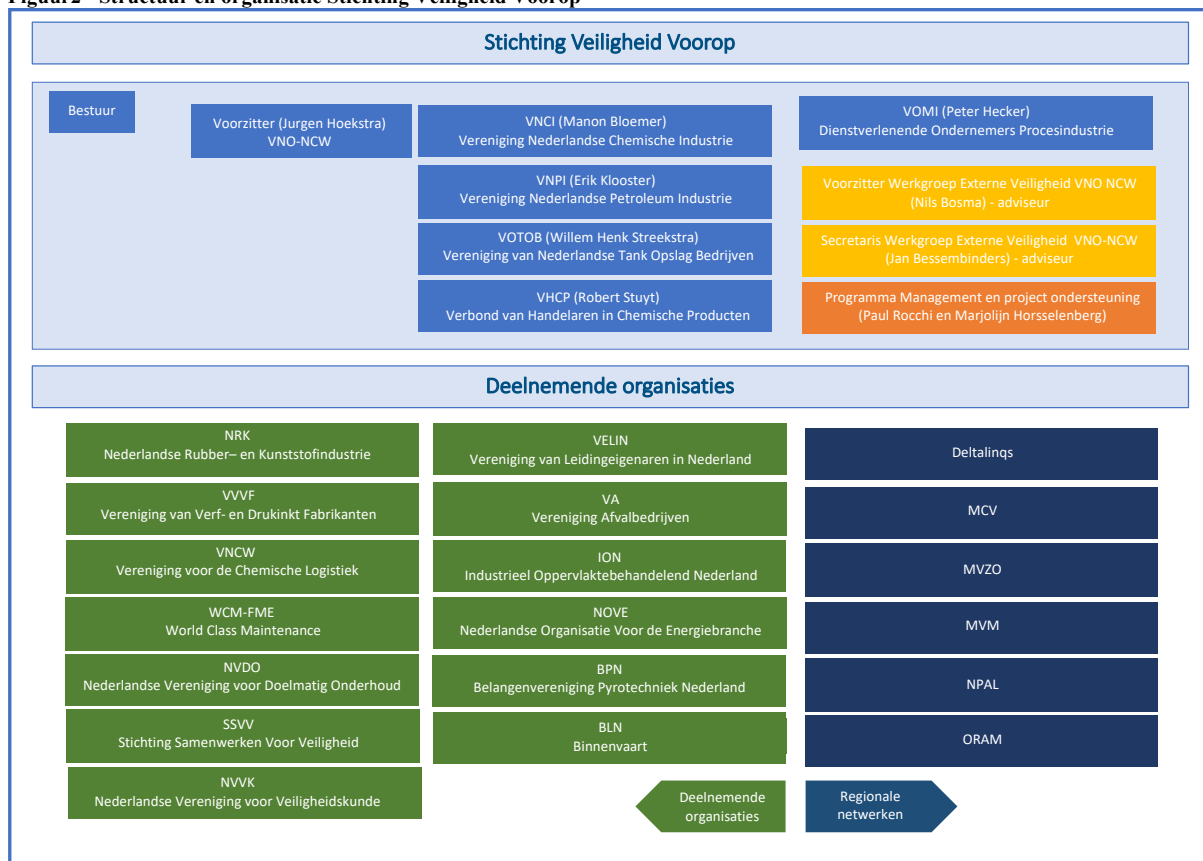 Figuur2 - Structuur en organisatie Stichting Veiligheid Voorop
Stichting Veiligheid Voorop
Bestuur
Voorzitter (Jurgen Hoekstra)
VNO-NCW
VNCI (Manon Bloemer)
Vereniging Nederlandse Chemische Industrie
VNPI (Erik Klooster)
Vereniging Nederlandse Petroleum Industrie
VOTOB (Willem Henk Streekstra)
Vereniging van Nederlandse Tank Opslag Bedrijven
VHCP (Robert Stuyt)
Verbond van Handelaren in Chemische Producten
VOMI (Peter Hecker)
Dienstverlenende Ondernemers Procesindustrie
Voorzitter Werkgroep Externe Veiligheid VNO NCW
(Nils Bosma) - adviseur
Secretaris Werkgroep Externe Veiligheid VNO-NCW
(Jan Bessembinders) - adviseur
Programma Management en project ondersteuning
(Paul Rocchi en Marjolijn Horsselenberg)
Deelnemende organisaties
NRK
Nederlandse Rubber– en Kunststofindustrie
VVVF
Vereniging van Verf- en Drukinkt Fabrikanten
VNCW
Vereniging voor de Chemische Logistiek
WCM-FME
World Class Maintenance
NVDO
Nederlandse Vereniging voor Doelmatig Onderhoud
SSVV
Stichting Samenwerken Voor Veiligheid
NVVK
Nederlandse Vereniging voor Veiligheidskunde
VELIN
Vereniging van Leidingeigenaren in Nederland
VA
Vereniging Afvalbedrijven
ION
Industrieel Oppervlaktebehandelend Nederland
NOVE
Nederlandse Organisatie Voor de Energiebranche
BPN
Belangenvereniging Pyrotechniek Nederland
BLN
Binnenvaart
Deltalinqs
MCV
MVZO
MVM
NPAL
ORAM
Deelnemende
organisaties
Regionale
netwerken